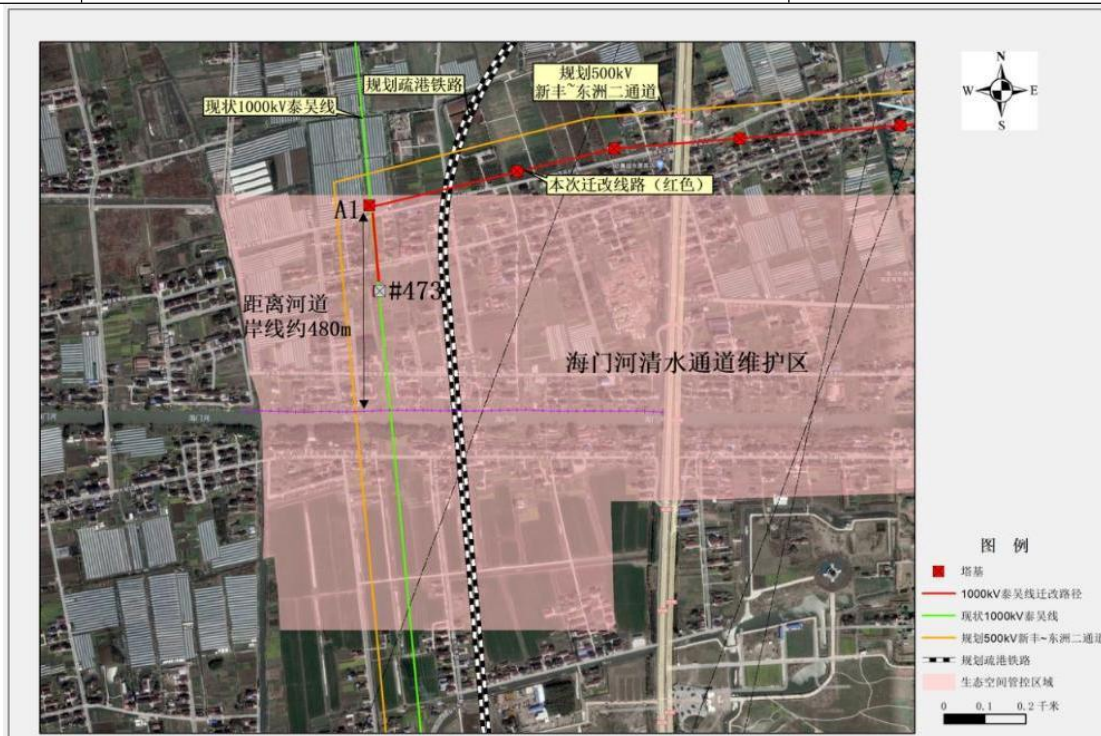 N
W E
S
规划疏港铁路
规划500kV
新丰~东洲二通道
现状1000kV泰吴线
本次迁改线路（红色）
A1
#473
距离河道
岸线约480m
海门河清水通道维护区
海门河
图 例
塔基
1000kV泰吴线迁改路径
现状1000kV泰吴线
规划500kV新丰~东洲二通道
规划疏港铁路
生态空间管控区域
0 0.1 0.2 千米